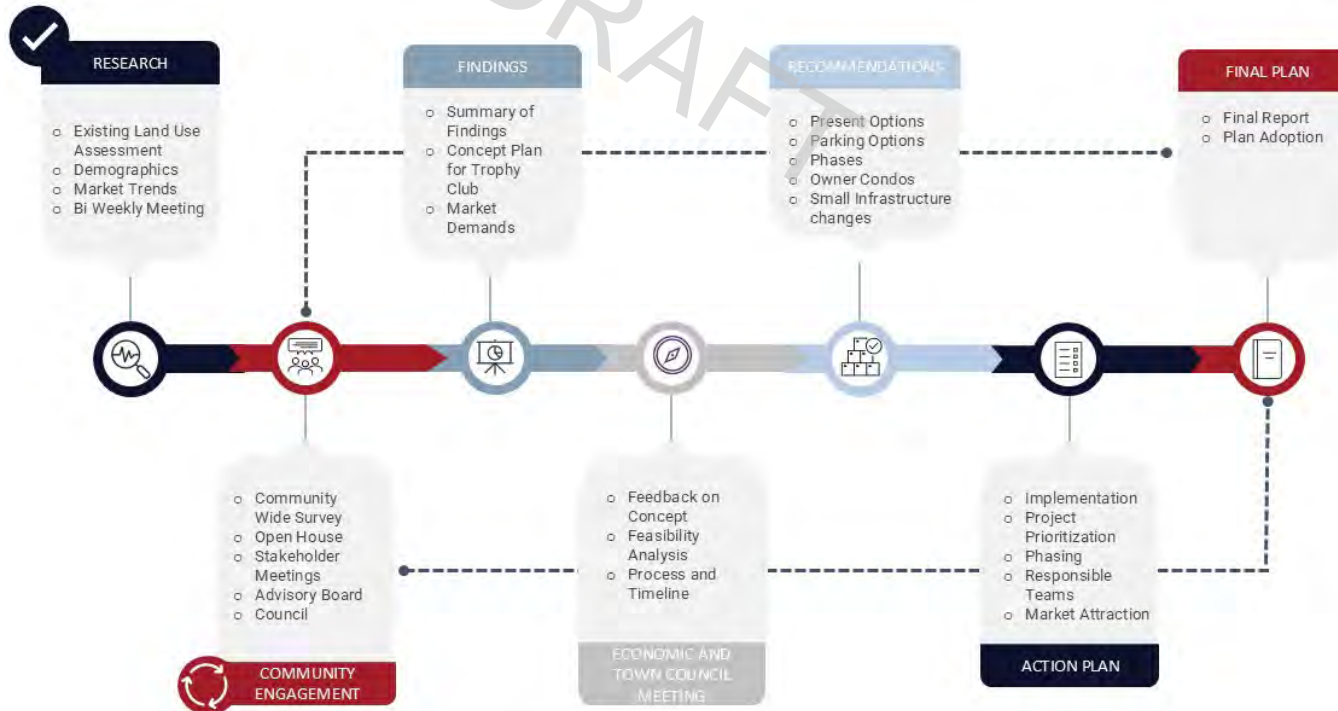 DRAFT
RESEARCH
o Existing Land Use
Assessment
o Demographics
o Market Trends
o Bi Weekly Meeting
FINDINGS
o Summary of
Findings
o Concept Plan
for Trophy
Club
o Market
Demands
RECOMMENDATIONS
o Present Options
o Parking Options
o Phases
o Owner Condos
o Small Infrastructure
changes
FINAL PLAN
o Final Report
o Plan Adoption
o Community
Wide Survey
o Open House
o Stakeholder
Meetings
o Advisory Board
o Council
COMMUNITY
ENGAGEMENT
o Feedback on
Concept
o Feasibility
Analysis
o Process and
Timeline
ECONOMIC AND
TOWN COUNCIL
MEETING
o Implementation
o Project
Prioritization
o Phasing
o Responsible
Teams
o Market Attraction
ACTION PLAN